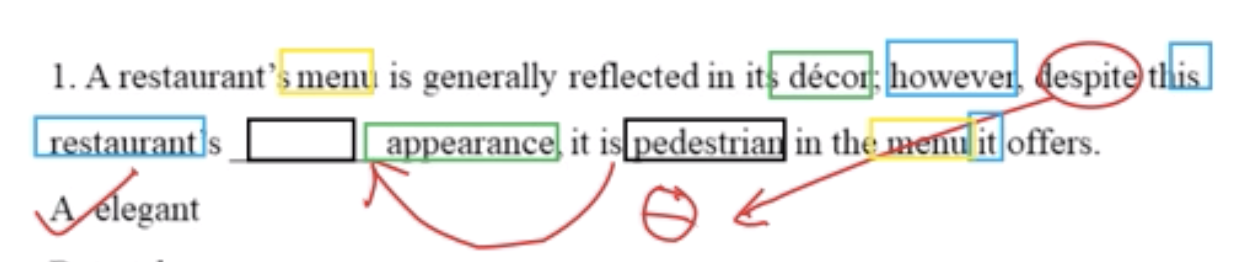 1. A restaurant's menu is generally reflected in its décor; however, despite this
restaurant's ________ appearance, it is pedestrian in the menu it offers.
A elegant